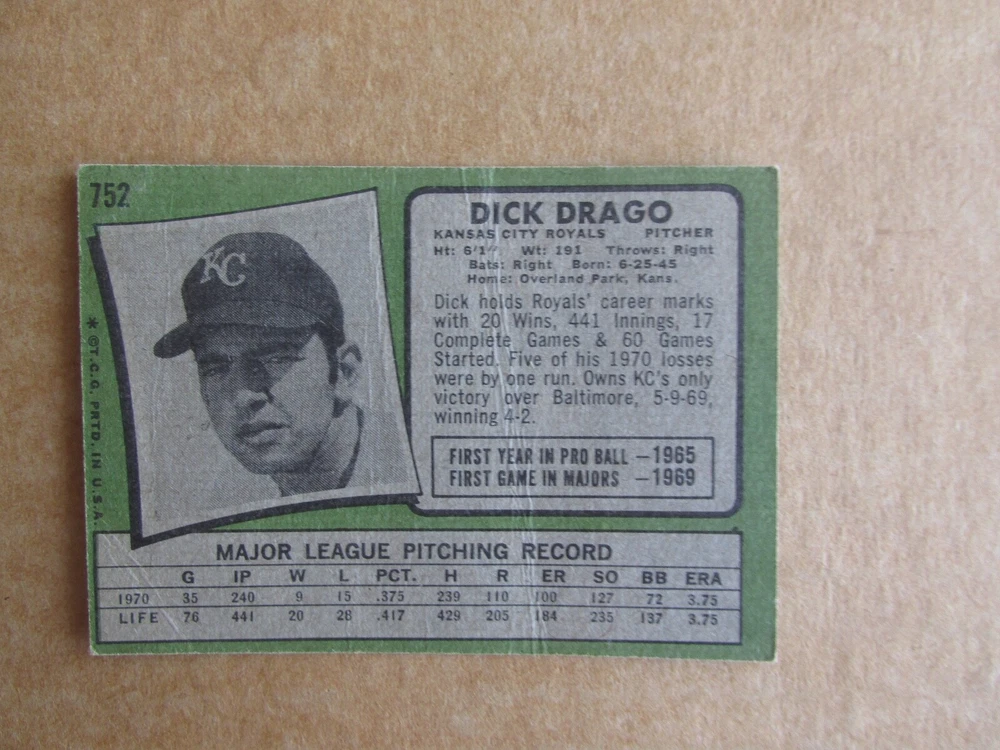 752
KC
* ©T.C.G. PRTD. IN U.S.A.
DICK DRAGO
KANSAS CITY ROYALS PITCHER
Ht: 6'1" Wt: 191 Throws: Right
Bats: Right Born: 6-25-45
Home: Overland Park, Kans.
Dick holds Royals' career marks
with 20 Wins, 441 Innings, 17
Complete Games & 60 Games
Started. Five of his 1970 losses
were by one run. Owns KC's only
victory over Baltimore, 5-9-69,
winning 4-2.
FIRST YEAR IN PRO BALL —1965
FIRST GAME IN MAJORS —1969
MAJOR LEAGUE PITCHING RECORD
G IP W L PCT. H R ER SO BB ERA
1970 35 240 9 15 .375 239 110 100 127 72 3.75
LIFE 76 441 20 28 .417 429 205 184 235 137 3.75